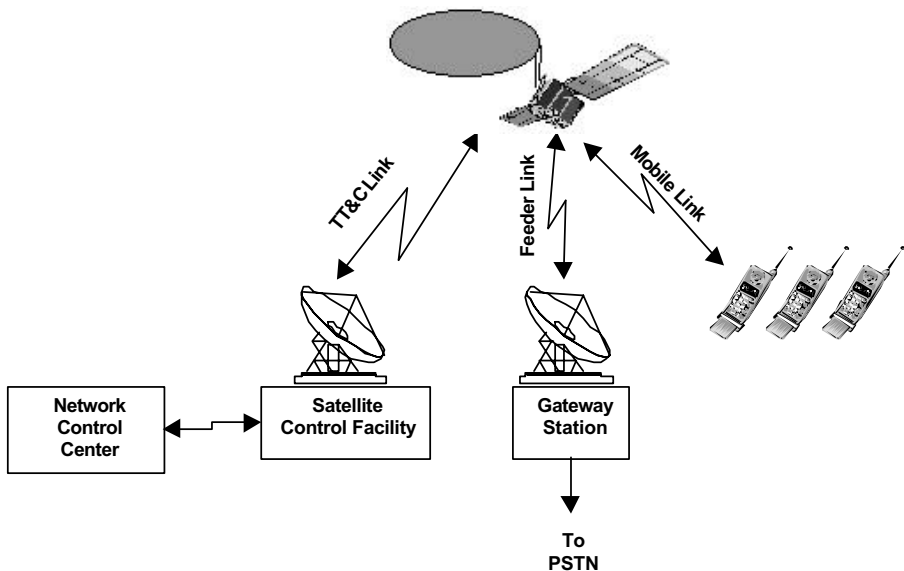 TT&C Link
Feeder Link
Mobile Link
Network
Control
Center
Satellite
Control Facility
Gateway
Station
To
PSTN